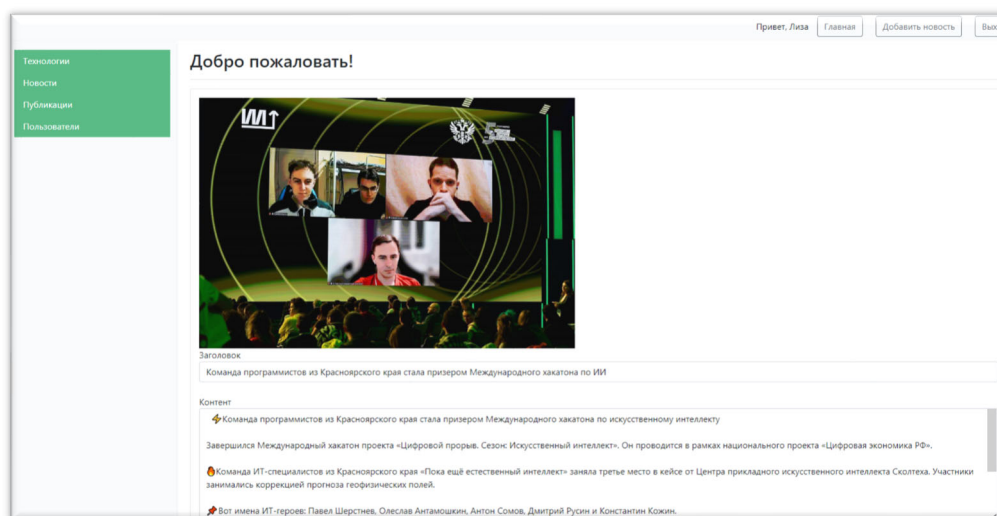 Привет, Лиза Главная Добавить новость
Технологии
Новости
Публикации
Пользователи
Добро пожаловать!
Заголовок
Команда программистов из Красноярского края стала призером Международного хакатона по ИИ
Контент
⚡Команда программистов из Красноярского края стала призером Международного хакатона по искусственному интеллекту
Завершился Международный хакатон проекта «Цифровой прорыв. Сезон: Искусственный интеллект». Он проводится в рамках национального проекта «Цифровая экономика РФ».
🔥Команда ИТ-специалистов из Красноярского края «Пока ещё естественный интеллект» заняла третье место в кейсе от Центра прикладного искусственного интеллекта Сколтеха. Участники
занимались коррекцией прогноза геофизических полей.
📌Вот имена ИТ-героев: Павел Шерстнев, Олеслав Антамошкин, Антон Сомов, Дмитрий Русин и Константин Кожин.